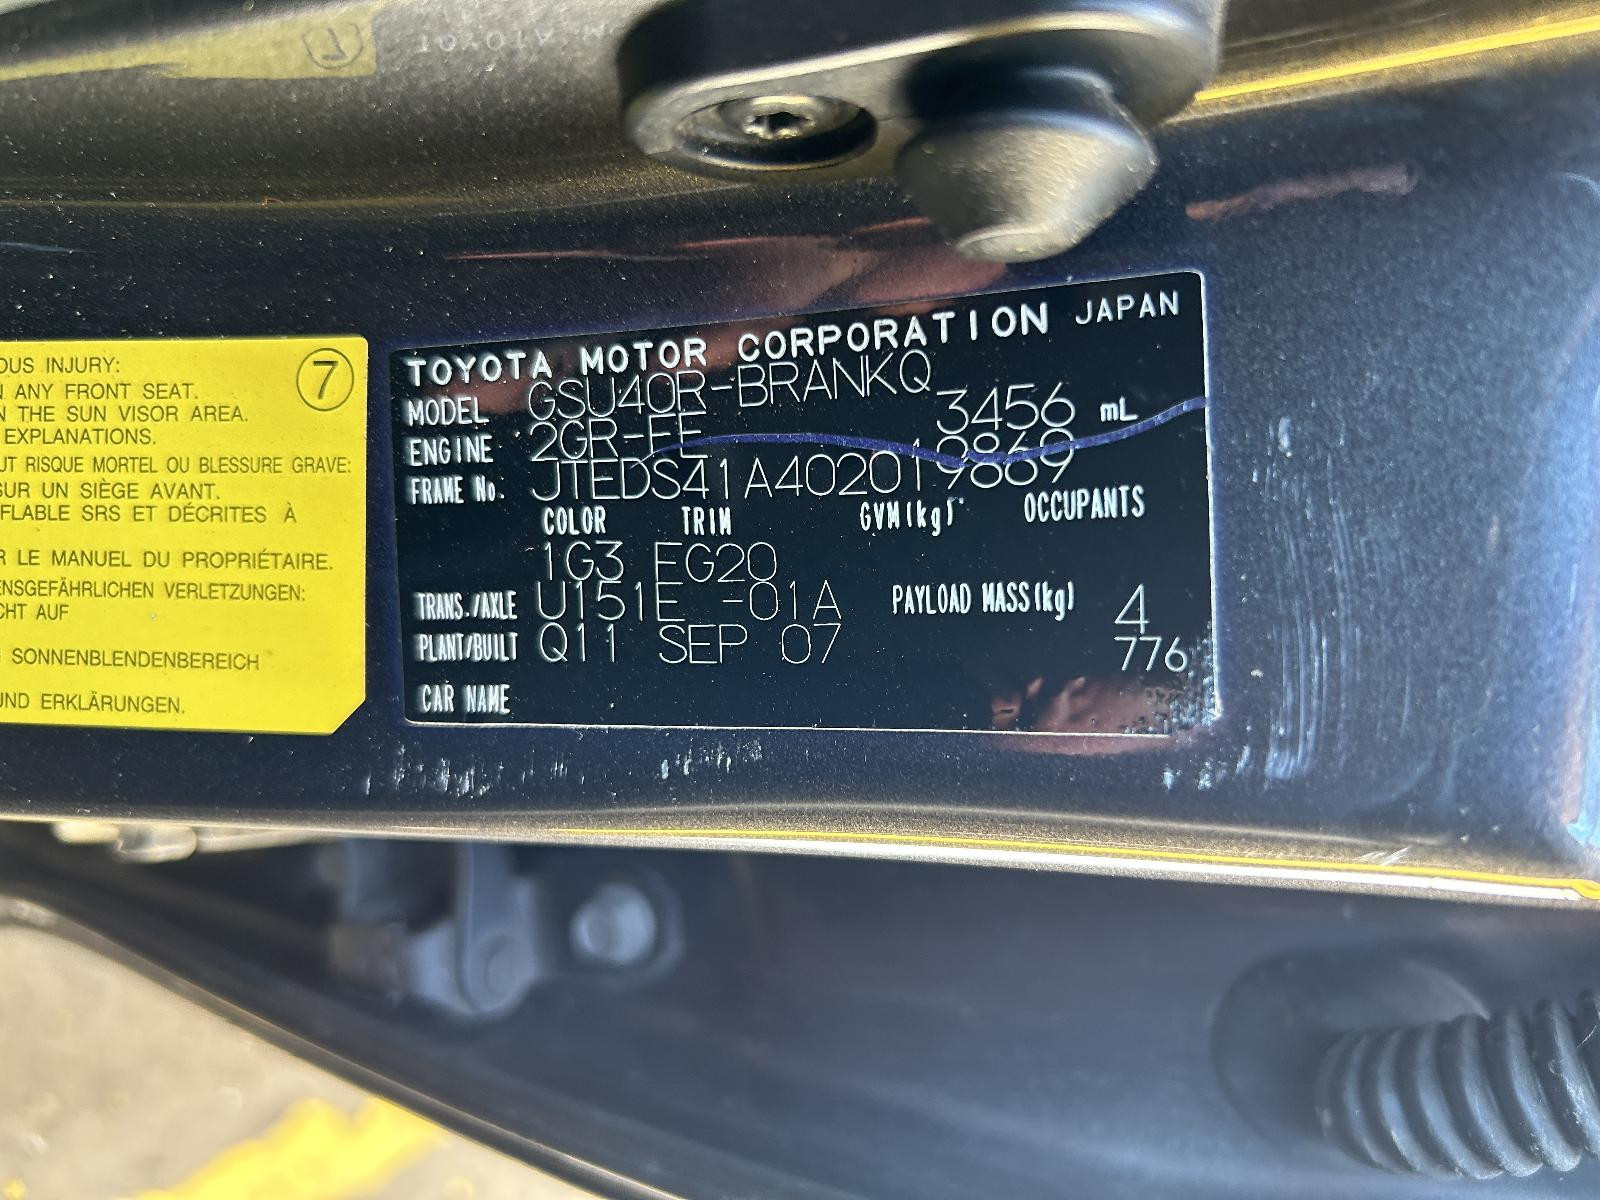 OUS INJURY:
N ANY FRONT SEAT.
N THE SUN VISOR AREA.
EXPLANATIONS.
UT RISQUE MORTEL OU BLESSURE GRAVE:
SUR UN SIÈGE AVANT.
FLABLE SRS ET DÉCRITES À
R LE MANUEL DU PROPRIÉTAIRE.
ENSGEFÄHRLICHEN VERLETZUNGEN:
CHT AUF
SONNENBLENDENBEREICH
UND ERKLÄRUNGEN.
7
TOYOTA MOTOR CORPORATION JAPAN
MODEL GSU40R-BRANKQ
ENGINE 2GR-FE 3456 mL
FRAME No. JTEDS41A402019869
COLOR TRIM GVM(kg) OCCUPANTS
1G3 EG20
TRANS./AXLE U151E -01A PAYLOAD MASS(kg) 4
PLANT/BUILT Q11 SEP 07 776
CAR NAME